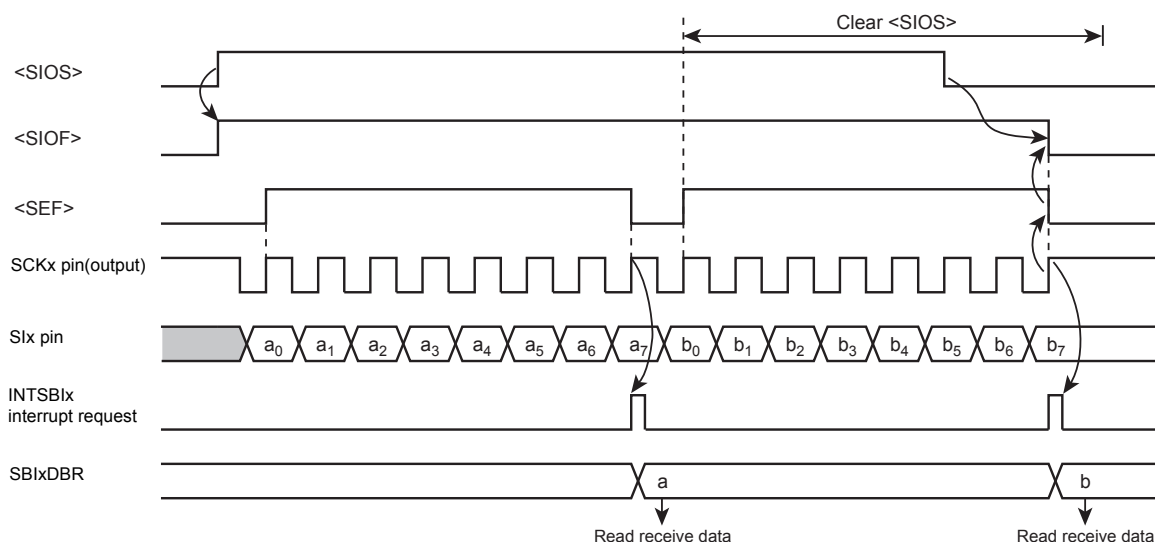 Clear <SIOS>
<SIOS>
<SIOF>
<SEF>
SCKx pin(output)
SIx pin
a0 a1 a2 a3 a4 a5 a6 a7 b0 b1 b2 b3 b4 b5 b6 b7
INTSBIx
interrupt request
SBIxDBR
a b
Read receive data Read receive data